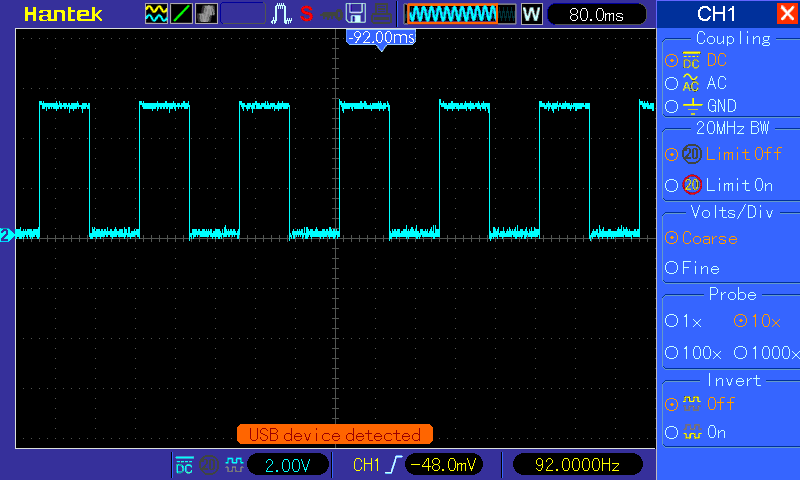 Hantek S W 80.0ms CH1
-92.00ms
Coupling
DC DC
AC AC
GND
20MHz BW
20 Limit Off
20 Limit On
Volts/Div
2
Coarse
Fine
Probe
1x 10x
100x 1000x
Invert
Off
On
USB device detected
DC 20 2.00V CH1 -48.0mV 92.0000Hz